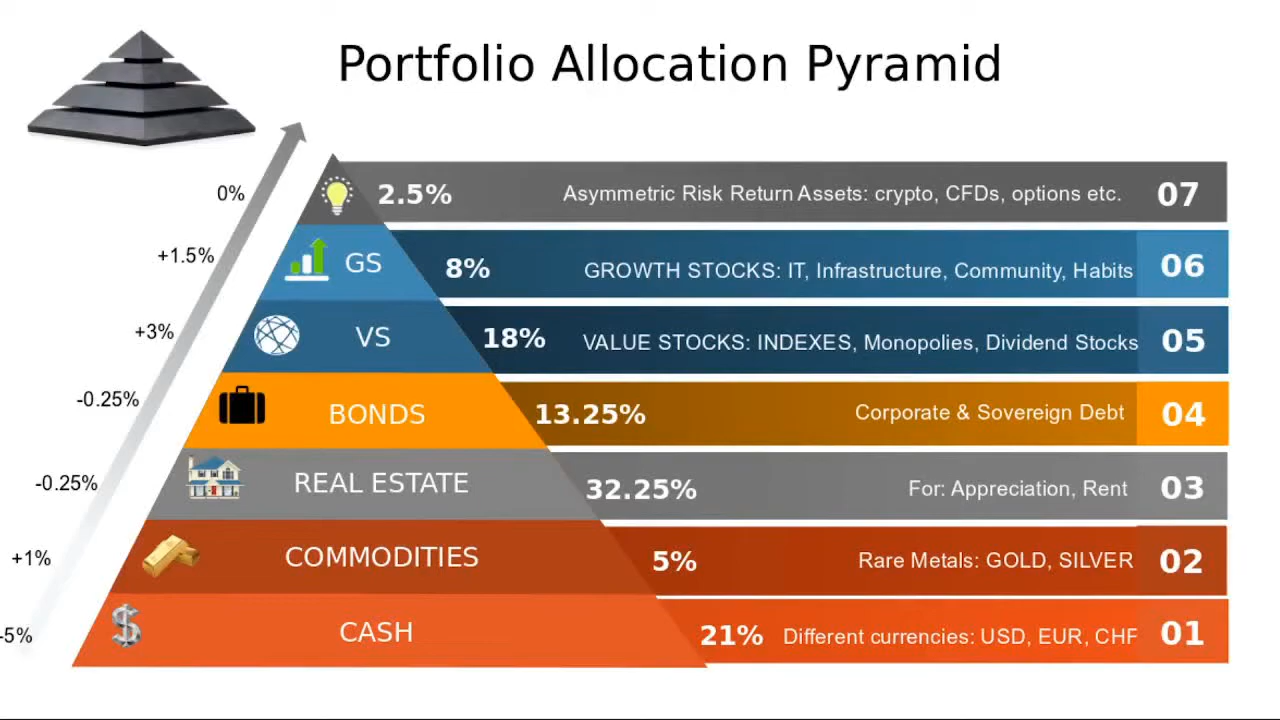 Portfolio Allocation Pyramid
0% 2.5% Asymmetric Risk Return Assets: crypto, CFDs, options etc. 07
+1.5% GS 8% GROWTH STOCKS: IT, Infrastructure, Community, Habits 06
+3% VS 18% VALUE STOCKS: INDEXES, Monopolies, Dividend Stocks 05
-0.25% BONDS 13.25% Corporate & Sovereign Debt 04
-0.25% REAL ESTATE 32.25% For: Appreciation, Rent 03
+1% COMMODITIES 5% Rare Metals: GOLD, SILVER 02
-5% CASH 21% Different currencies: USD, EUR, CHF 01